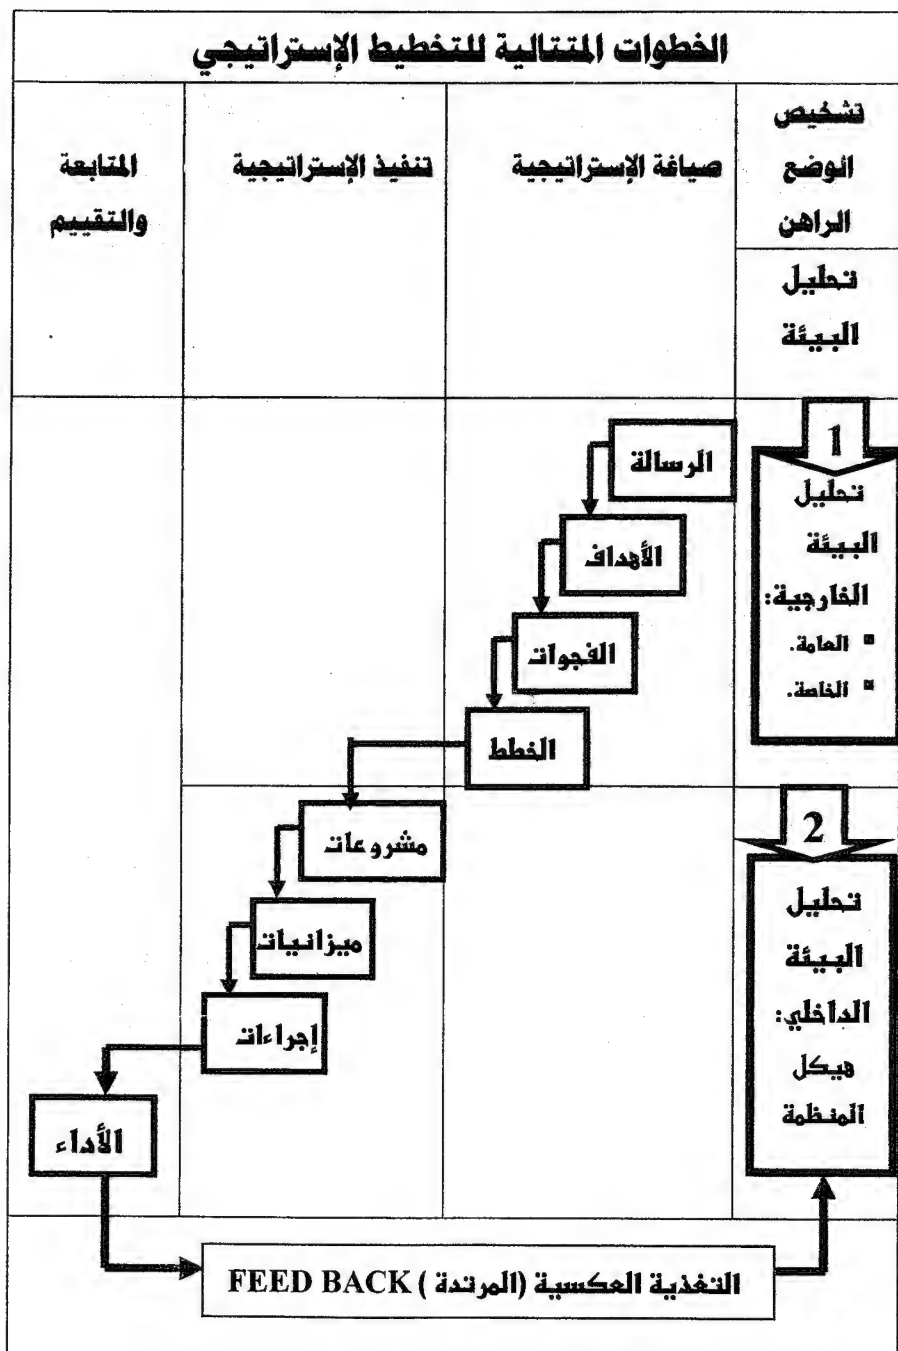 الخطوات المتتالية للتخطيط الإستراتيجي
تشخيص
الوضع
الراهن
صياغة الإستراتيجية
تنفيذ الإستراتيجية
المتابعة
والتقييم
تحليل
البيئة
1
تحليل
البيئة
الخارجية:
▪ العامة.
▪ الخاصة.
الرسالة
الأهداف
الفجوات
الخطط
2
تحليل
البيئة
الداخلي:
هيكل
المنظمة
مشروعات
ميزانيات
إجراءات
الأداء
التغذية العكسية (المرتدة ) FEED BACK